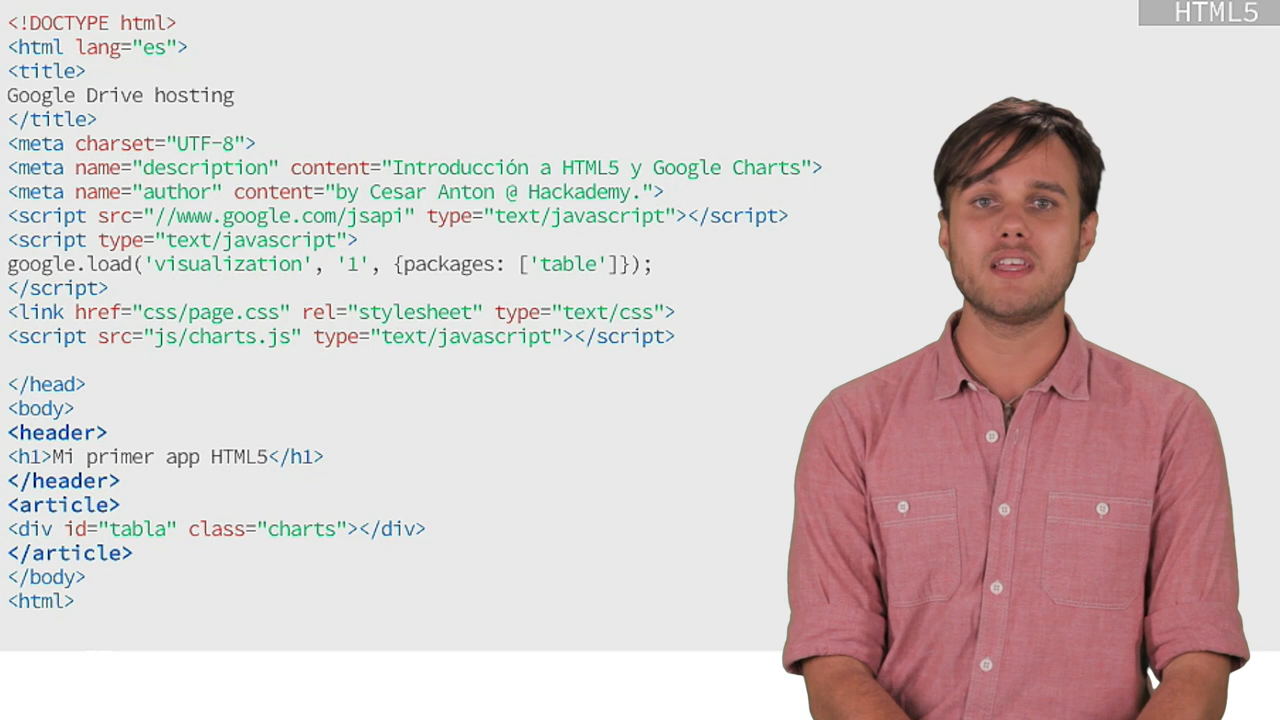 HTML5
<!DOCTYPE html>
<html lang="es">
<title>
Google Drive hosting
</title>
<meta charset="UTF-8">
<meta name="description" content="Introducción a HTML5 y Google Charts">
<meta name="author" content="by Cesar Anton @ Hackademy.">
<script src="//www.google.com/jsapi" type="text/javascript"></script>
<script type="text/javascript">
google.load('visualization', '1', {packages: ['table']});
</script>
<link href="css/page.css" rel="stylesheet" type="text/css">
<script src="js/charts.js" type="text/javascript"></script>
</head>
<body>
<header>
<h1>Mi primer app HTML5</h1>
</header>
<article>
<div id="tabla" class="charts"></div>
</article>
</body>
<html>